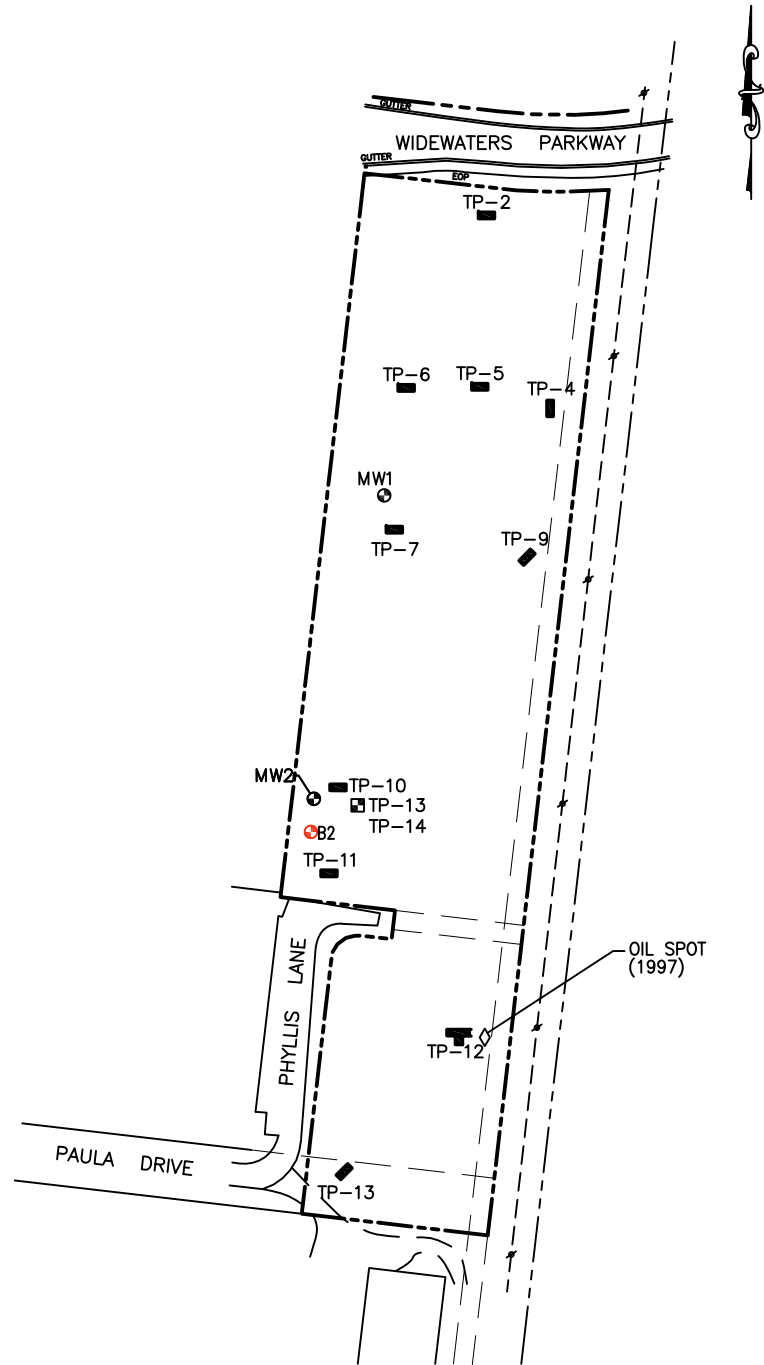 GUTTER
WIDEWATERS PARKWAY
GUTTER
EOP
TP-2
TP-6
TP-5
TP-4
MW1
TP-7
TP-9
MW2
TP-10
TP-13
TP-14
B2
TP-11
PHYLLIS LANE
OIL SPOT
(1997)
TP-12
PAULA DRIVE
TP-13